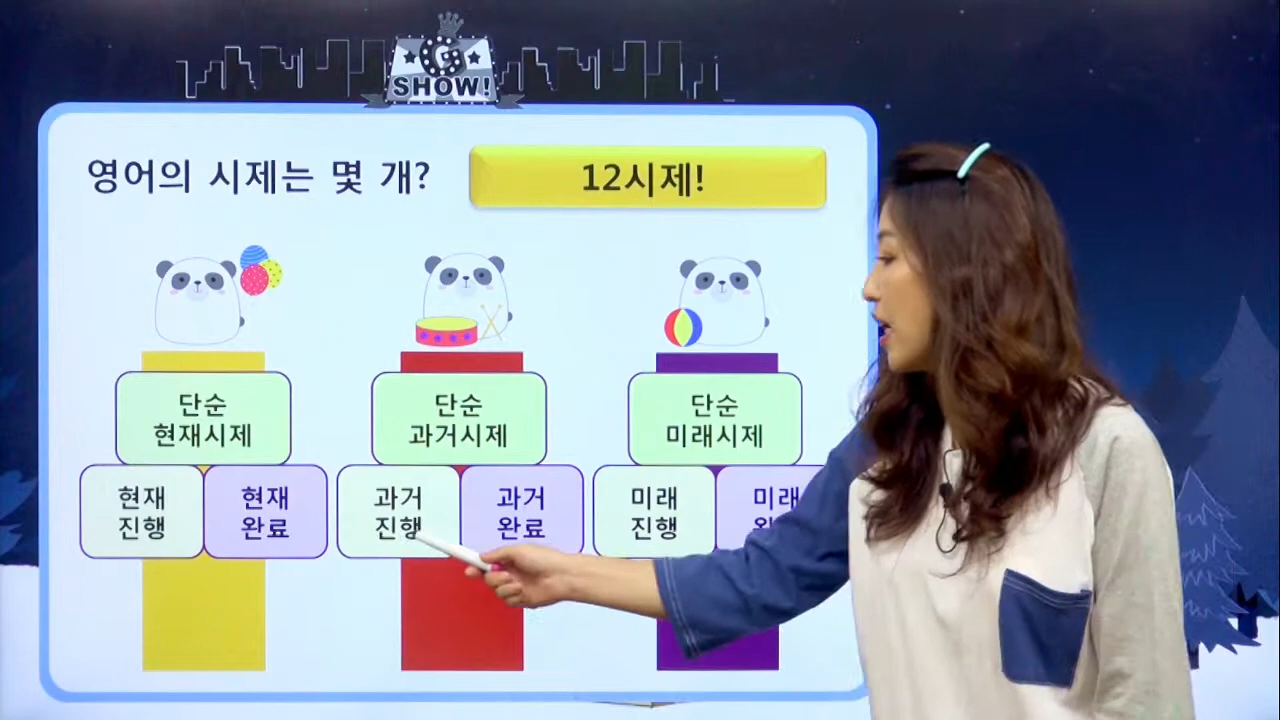 G
SHOW!
영어의 시제는 몇 개?
12시제!
단순
현재시제
단순
과거시제
단순
미래시제
현재
진행
현재
완료
과거
진행
과거
완료
미래
진행
미래